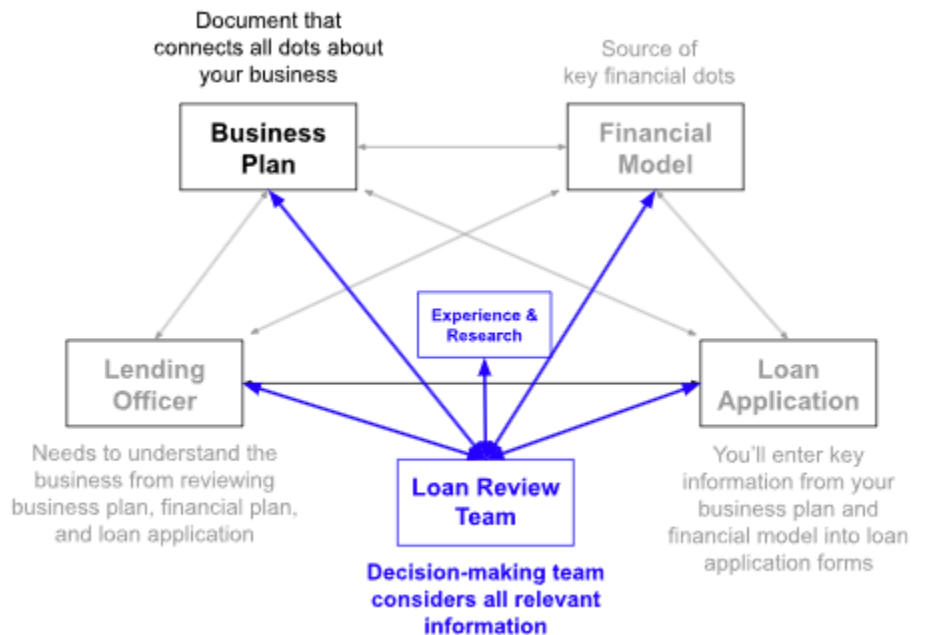 Document that
connects all dots about
your business
Source of
key financial dots
Business
Plan
Financial
Model
Experience &
Research
Lending
Officer
Loan
Application
Needs to understand the
business from reviewing
business plan, financial plan,
and loan application
Loan Review
Team
You'll enter key
information from your
business plan and
financial model into loan
application forms
Decision-making team
considers all relevant
information